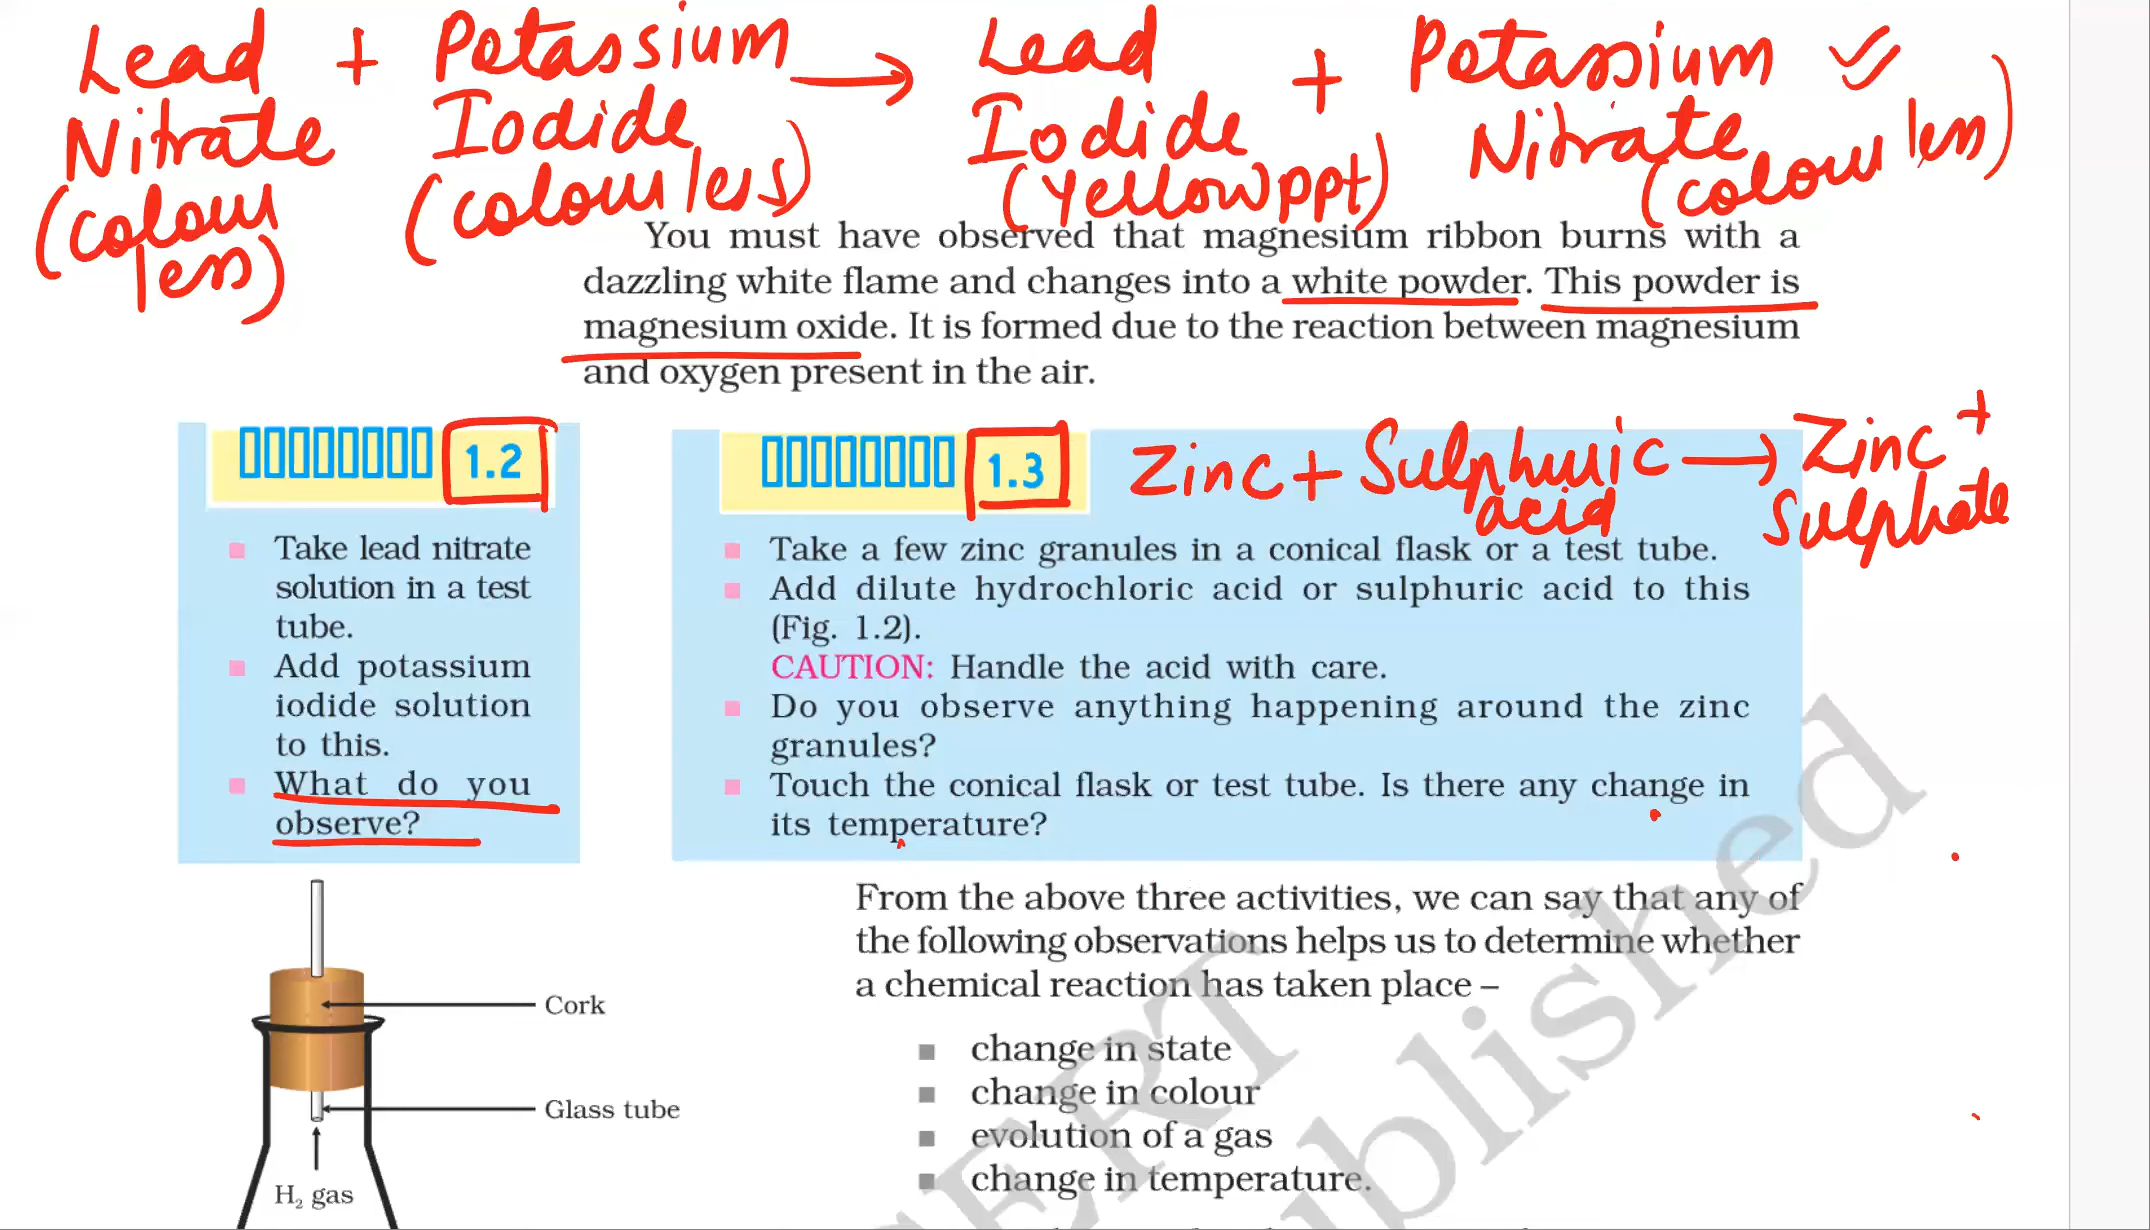 Lead + Potassium → Lead + Potassium
Nitrate Iodide Iodide Nitrate
(colour (colourless) (Yellow ppt) (colourless)
less)
You must have observed that magnesium ribbon burns with a
dazzling white flame and changes into a white powder. This powder is
magnesium oxide. It is formed due to the reaction between magnesium
and oxygen present in the air.
1.2
Take lead nitrate
solution in a test
tube.
Add potassium
iodide solution
to this.
What do you
observe?
1.3 Zinc + Sulphuric → Zinc +
acid Sulphate
Take a few zinc granules in a conical flask or a test tube.
Add dilute hydrochloric acid or sulphuric acid to this
(Fig. 1.2).
CAUTION: Handle the acid with care.
Do you observe anything happening around the zinc
granules?
Touch the conical flask or test tube. Is there any change in
its temperature?
From the above three activities, we can say that any of
the following observations helps us to determine whether
a chemical reaction has taken place –
change in state
change in colour
evolution of a gas
change in temperature.
Cork
Glass tube
H₂ gas